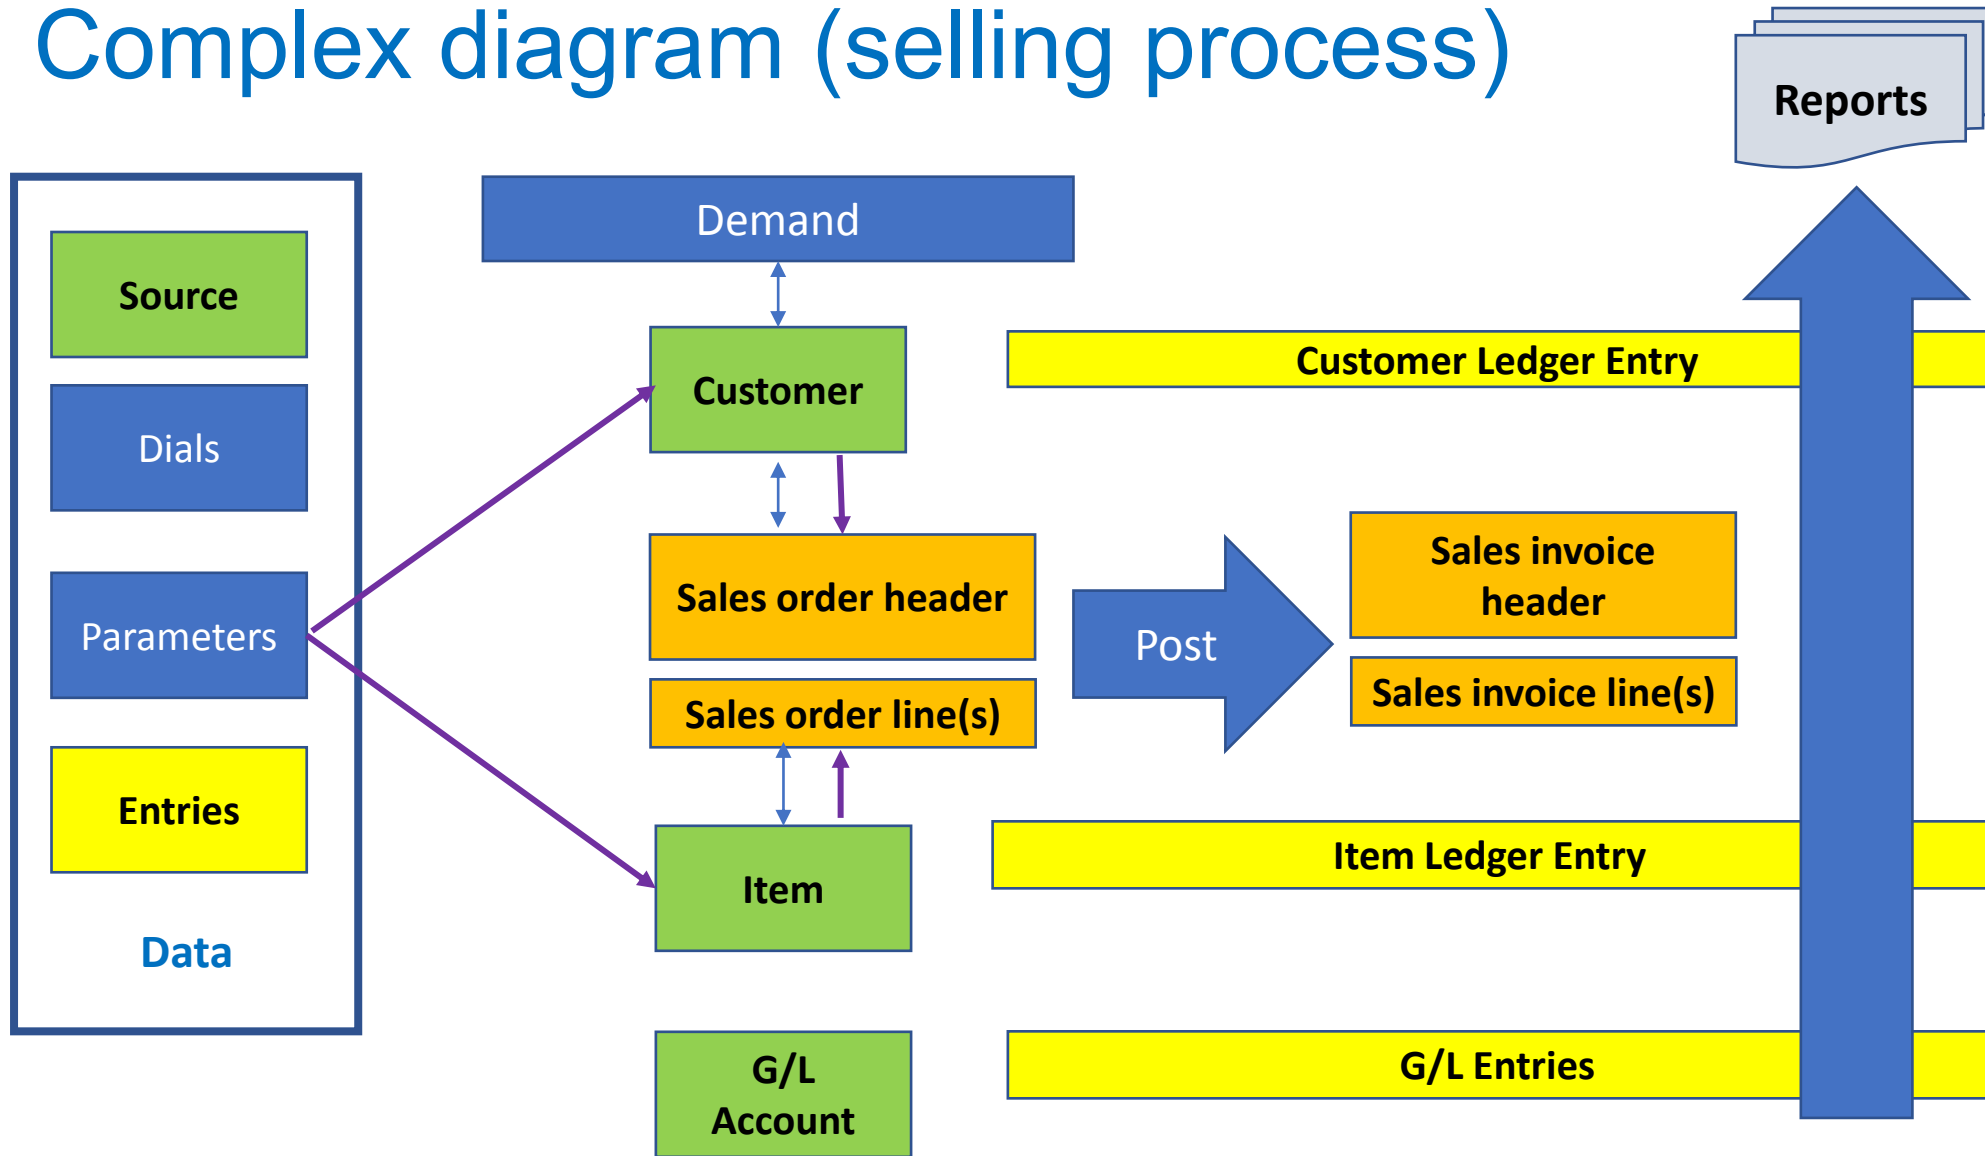 Complex diagram (selling process)
Reports
Source
Dials
Parameters
Entries
Data
Demand
Customer
Sales order header
Sales order line(s)
Item
G/L
Account
Post
Customer Ledger Entry
Sales invoice
header
Sales invoice line(s)
Item Ledger Entry
G/L Entries